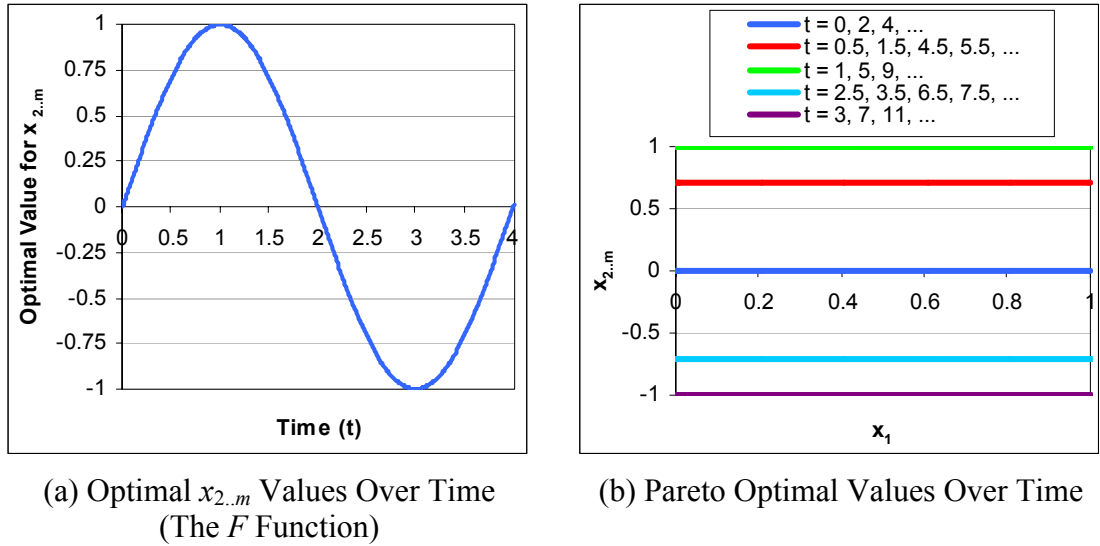 1
0.75
0.5
0.25
0
-0.25
-0.5
-0.75
-1
0 0.5 1 1.5 2 2.5 3 3.5 4
Optimal Value for x 2..m
Time (t)
t = 0, 2, 4, ...
t = 0.5, 1.5, 4.5, 5.5, ...
t = 1, 5, 9, ...
t = 2.5, 3.5, 6.5, 7.5, ...
t = 3, 7, 11, ...
1
0.5
0
-0.5
-1
0 0.2 0.4 0.6 0.8 1
x2..m
x1
(a) Optimal x2..m Values Over Time
(The F Function)
(b) Pareto Optimal Values Over Time